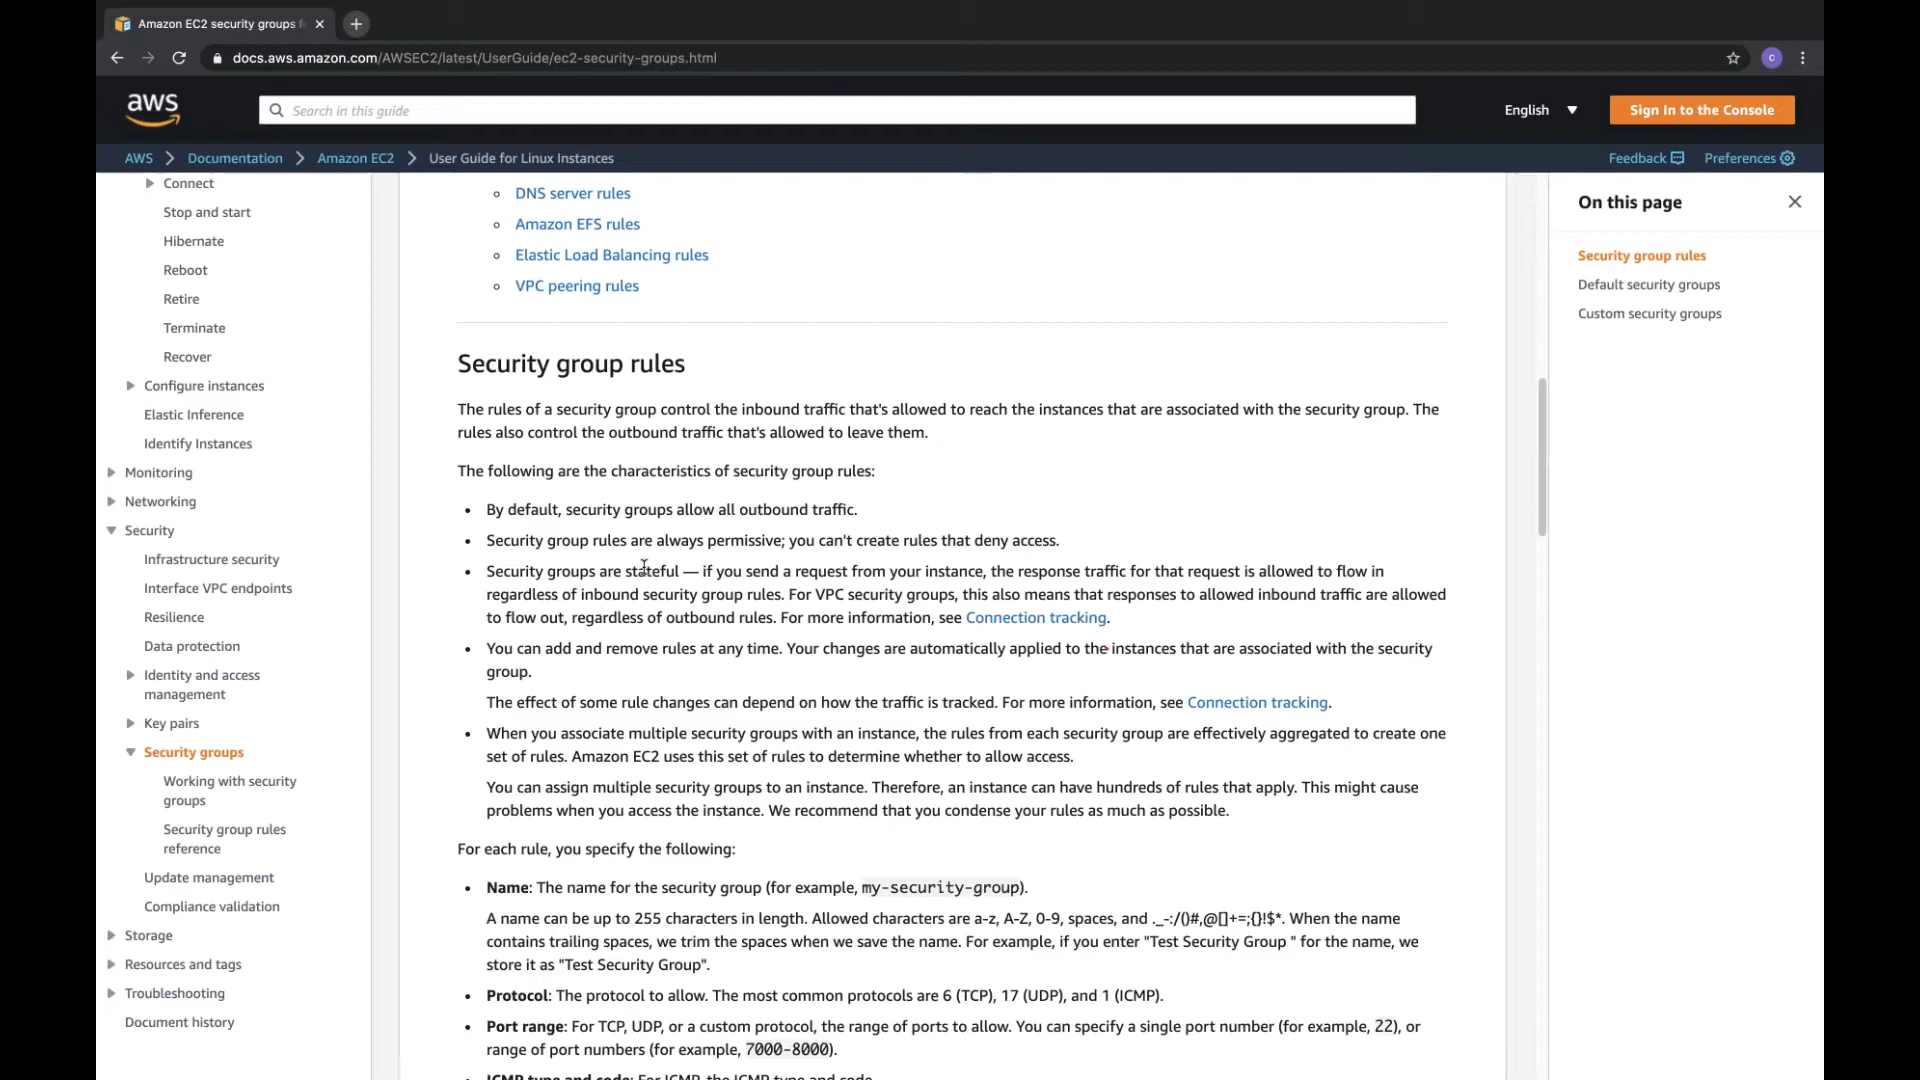 Amazon EC2 security groups f
docs.aws.amazon.com/AWSEC2/latest/UserGuide/ec2-security-groups.html
c
aws
Search in this guide
English
Sign In to the Console
AWS
Documentation
Amazon EC2
User Guide for Linux Instances
Feedback
Preferences
Connect
Stop and start
Hibernate
Reboot
Retire
Terminate
Recover
Configure instances
Elastic Inference
Identify Instances
Monitoring
Networking
Security
Infrastructure security
Interface VPC endpoints
Resilience
Data protection
Identity and access
management
Key pairs
Security groups
Working with security
groups
Security group rules
reference
Update management
Compliance validation
Storage
Resources and tags
Troubleshooting
Document history
DNS server rules
Amazon EFS rules
Elastic Load Balancing rules
VPC peering rules
Security group rules
The rules of a security group control the inbound traffic that's allowed to reach the instances that are associated with the security group. The
rules also control the outbound traffic that's allowed to leave them.
The following are the characteristics of security group rules:
• By default, security groups allow all outbound traffic.
• Security group rules are always permissive; you can't create rules that deny access.
• Security groups are stateful — if you send a request from your instance, the response traffic for that request is allowed to flow in
regardless of inbound security group rules. For VPC security groups, this also means that responses to allowed inbound traffic are allowed
to flow out, regardless of outbound rules. For more information, see Connection tracking.
• You can add and remove rules at any time. Your changes are automatically applied to the instances that are associated with the security
group.
The effect of some rule changes can depend on how the traffic is tracked. For more information, see Connection tracking.
• When you associate multiple security groups with an instance, the rules from each security group are effectively aggregated to create one
set of rules. Amazon EC2 uses this set of rules to determine whether to allow access.
You can assign multiple security groups to an instance. Therefore, an instance can have hundreds of rules that apply. This might cause
problems when you access the instance. We recommend that you condense your rules as much as possible.
For each rule, you specify the following:
• Name: The name for the security group (for example, my-security-group).
A name can be up to 255 characters in length. Allowed characters are a-z, A-Z, 0-9, spaces, and ._-:/()#,@[]+=;{}!$*. When the name
contains trailing spaces, we trim the spaces when we save the name. For example, if you enter "Test Security Group " for the name, we
store it as "Test Security Group".
• Protocol: The protocol to allow. The most common protocols are 6 (TCP), 17 (UDP), and 1 (ICMP).
• Port range: For TCP, UDP, or a custom protocol, the range of ports to allow. You can specify a single port number (for example, 22), or
range of port numbers (for example, 7000-8000).
• ICMP type and code: For ICMP, the ICMP type and code.
On this page
Security group rules
Default security groups
Custom security groups